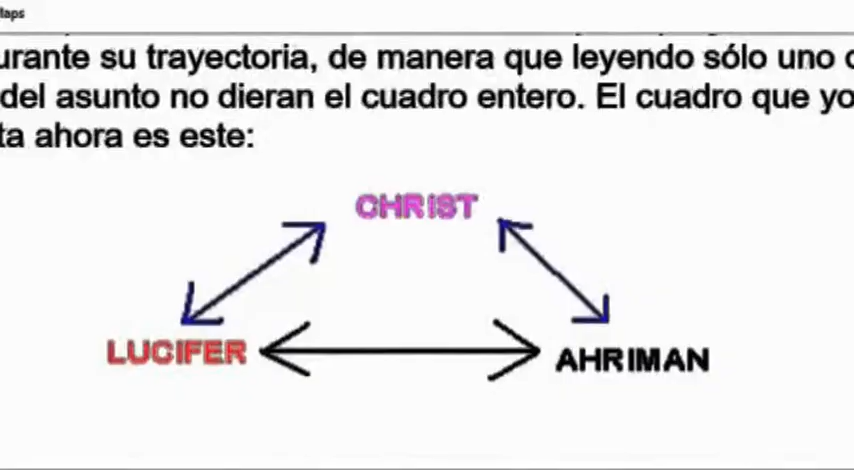 urante su trayectoria, de manera que leyendo sólo uno
del asunto no dieran el cuadro entero. El cuadro que yo
ta ahora es este:
CHRIST
LUCIFER
AHRIMAN